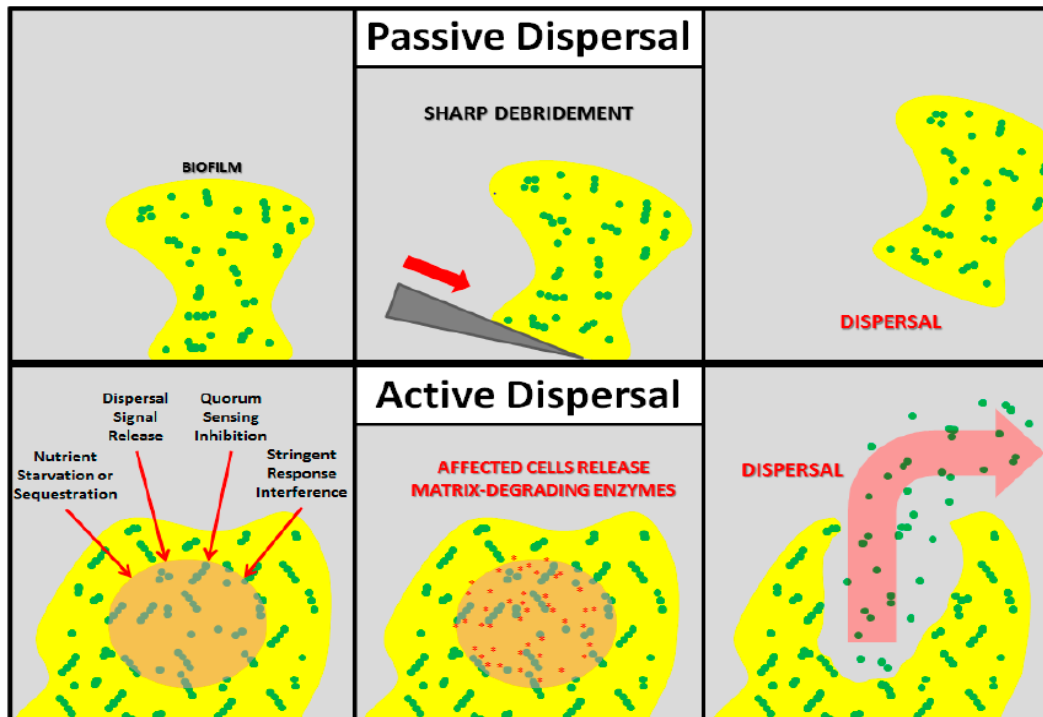 Passive Dispersal
BIOFILM
SHARP DEBRIDEMENT
DISPERSAL
Active Dispersal
Nutrient
Starvation or
Sequestration
Dispersal
Signal
Release
Quorum
Sensing
Inhibition
Stringent
Response
Interference
AFFECTED CELLS RELEASE
MATRIX-DEGRADING ENZYMES
DISPERSAL